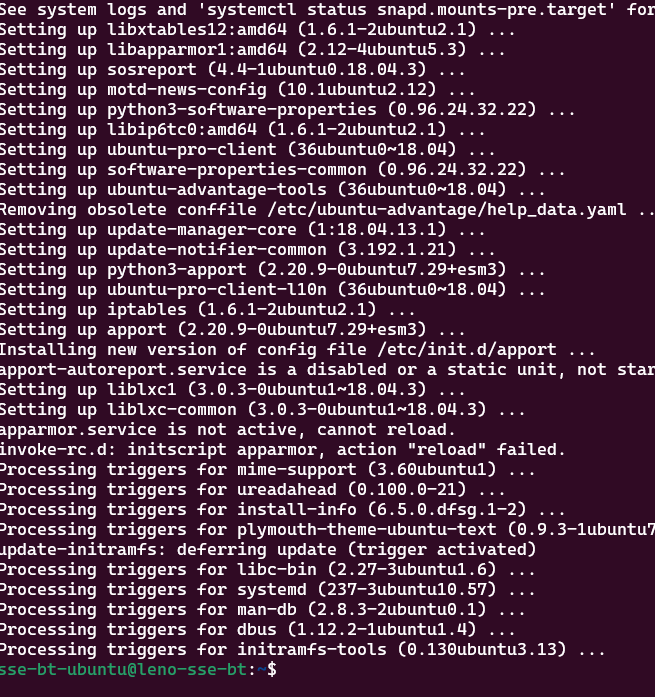 See system logs and 'systemctl status snapd.mounts-pre.target' for
Setting up libxtables12:amd64 (1.6.1-2ubuntu2.1) ...
Setting up libapparmor1:amd64 (2.12-4ubuntu5.3) ...
Setting up sosreport (4.4-1ubuntu0.18.04.3) ...
Setting up motd-news-config (10.1ubuntu2.12) ...
Setting up python3-software-properties (0.96.24.32.22) ...
Setting up libip6tc0:amd64 (1.6.1-2ubuntu2.1) ...
Setting up ubuntu-pro-client (36ubuntu0~18.04) ...
Setting up software-properties-common (0.96.24.32.22) ...
Setting up ubuntu-advantage-tools (36ubuntu0~18.04) ...
Removing obsolete conffile /etc/ubuntu-advantage/help_data.yaml ..
Setting up update-manager-core (1:18.04.13.1) ...
Setting up update-notifier-common (3.192.1.21) ...
Setting up python3-apport (2.20.9-0ubuntu7.29+esm3) ...
Setting up ubuntu-pro-client-l10n (36ubuntu0~18.04) ...
Setting up iptables (1.6.1-2ubuntu2.1) ...
Setting up apport (2.20.9-0ubuntu7.29+esm3) ...
Installing new version of config file /etc/init.d/apport ...
apport-autoreport.service is a disabled or a static unit, not star
Setting up liblxc1 (3.0.3-0ubuntu1~18.04.3) ...
Setting up liblxc-common (3.0.3-0ubuntu1~18.04.3) ...
apparmor.service is not active, cannot reload.
invoke-rc.d: initscript apparmor, action "reload" failed.
Processing triggers for mime-support (3.60ubuntu1) ...
Processing triggers for ureadahead (0.100.0-21) ...
Processing triggers for install-info (6.5.0.dfsg.1-2) ...
Processing triggers for plymouth-theme-ubuntu-text (0.9.3-1ubuntu7
update-initramfs: deferring update (trigger activated)
Processing triggers for libc-bin (2.27-3ubuntu1.6) ...
Processing triggers for systemd (237-3ubuntu10.57) ...
Processing triggers for man-db (2.8.3-2ubuntu0.1) ...
Processing triggers for dbus (1.12.2-1ubuntu1.4) ...
Processing triggers for initramfs-tools (0.130ubuntu3.13) ...
sse-bt-ubuntu@leno-sse-bt:~$